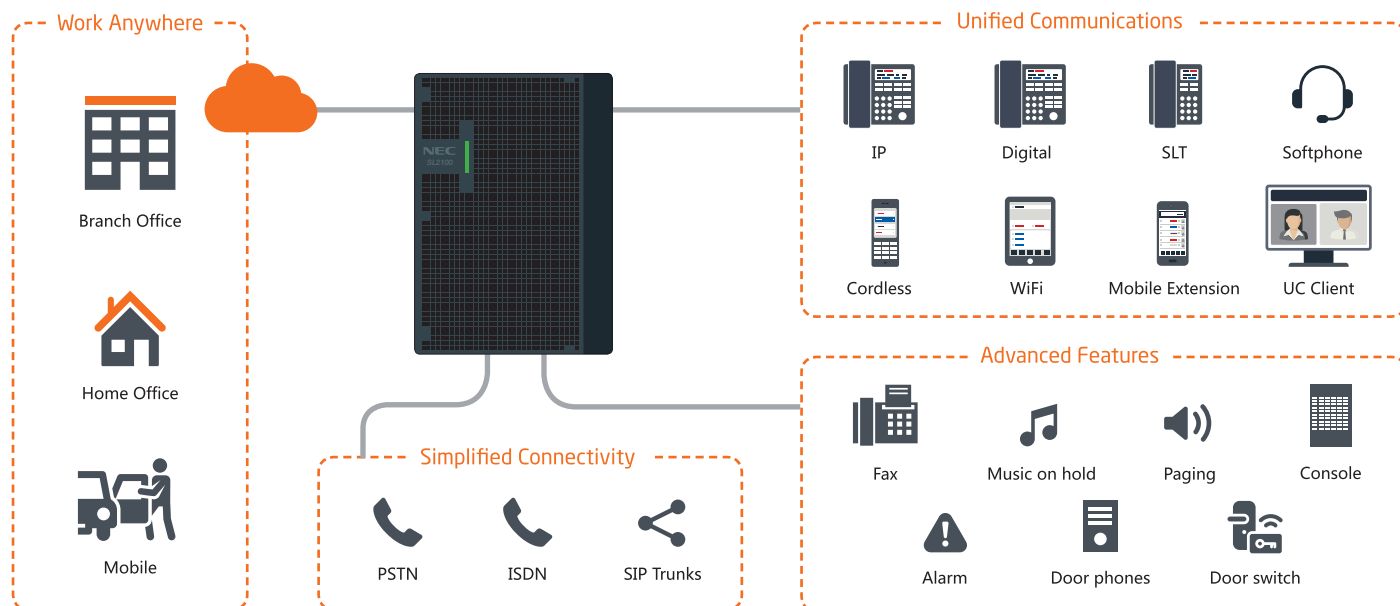 Work Anywhere
Branch Office
Home Office
Mobile
NEC
SL2100
Simplified Connectivity
PSTN
ISDN
SIP Trunks
Unified Communications
IP
Digital
SLT
Softphone
Cordless
WiFi
Mobile Extension
UC Client
Advanced Features
Fax
Music on hold
Paging
Console
Alarm
Door phones
Door switch